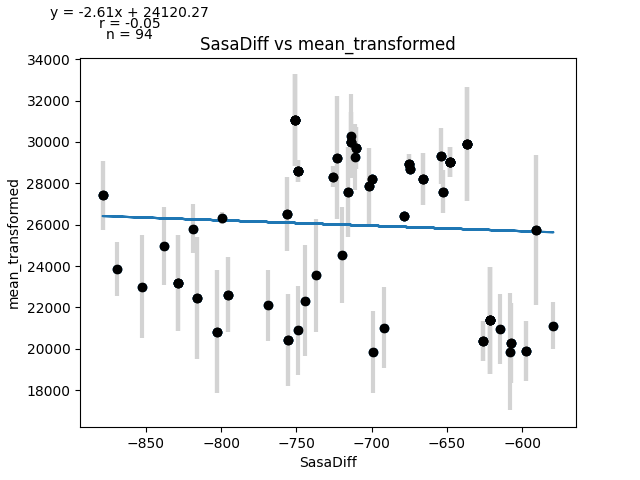 y = -2.61x + 24120.27
r = -0.05
n = 94
SasaDiff vs mean_transformed
34000
32000
30000
28000
26000
24000
22000
20000
18000
mean_transformed
−850
−800
−750
−700
−650
−600
SasaDiff